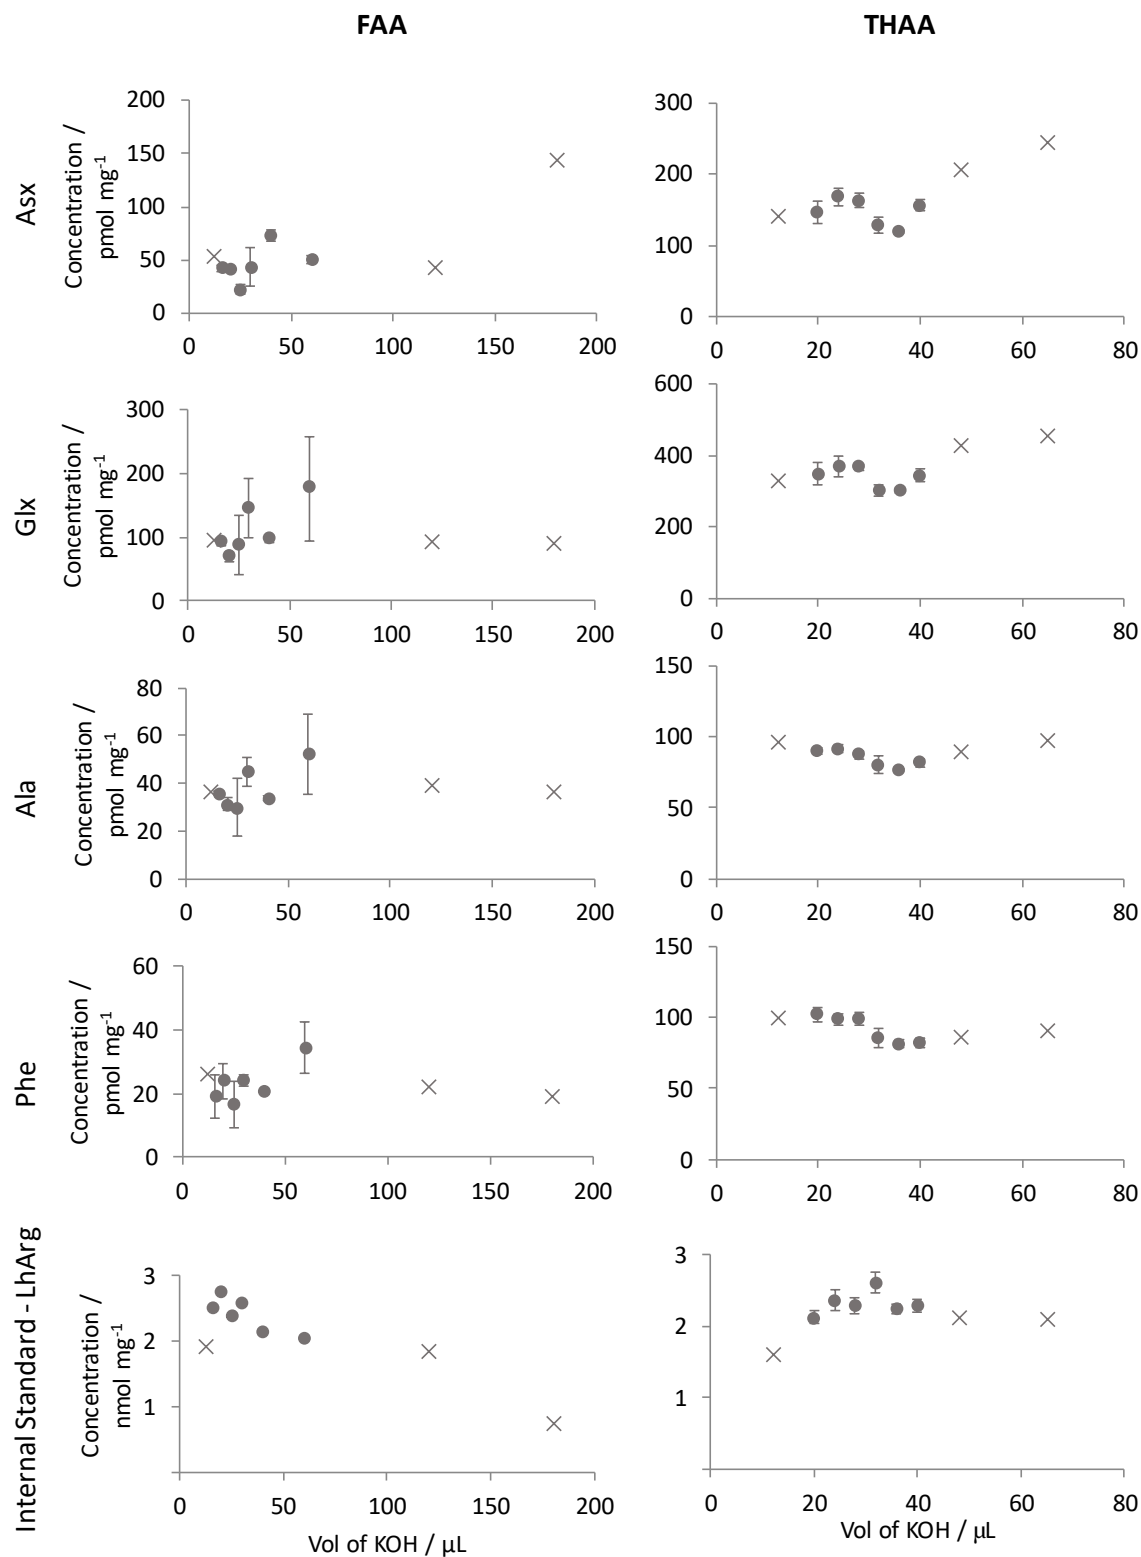 FAA
THAA
Asx
Concentration /
pmol mg-1
200
150
100
50
0
0 50 100 150 200
300
200
100
0
0 20 40 60 80
Glx
Concentration /
pmol mg-1
300
200
100
0
0 50 100 150 200
600
400
200
0
0 20 40 60 80
Ala
Concentration /
pmol mg-1
80
60
40
20
0
0 50 100 150 200
150
100
50
0
0 20 40 60 80
Phe
Concentration /
pmol mg-1
60
40
20
0
0 50 100 150 200
150
100
50
0
0 20 40 60 80
Internal Standard - LhArg
Concentration /
nmol mg-1
3
2
1
0 50 100 150 200
Vol of KOH / µL
3
2
1
0 20 40 60 80
Vol of KOH / µL